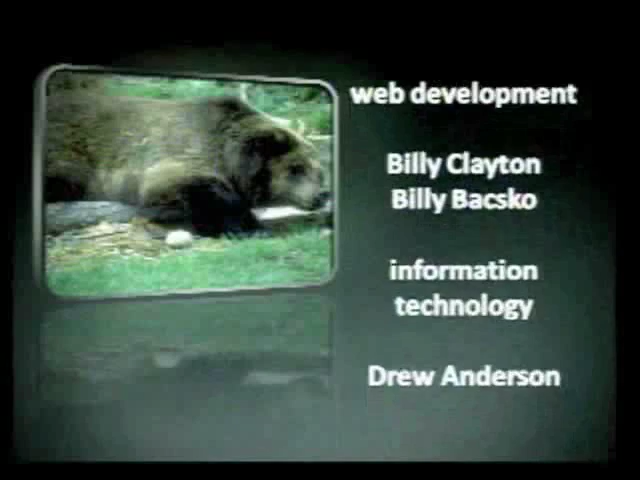 web development
Billy Clayton
Billy Bacsko
information
technology
Drew Anderson